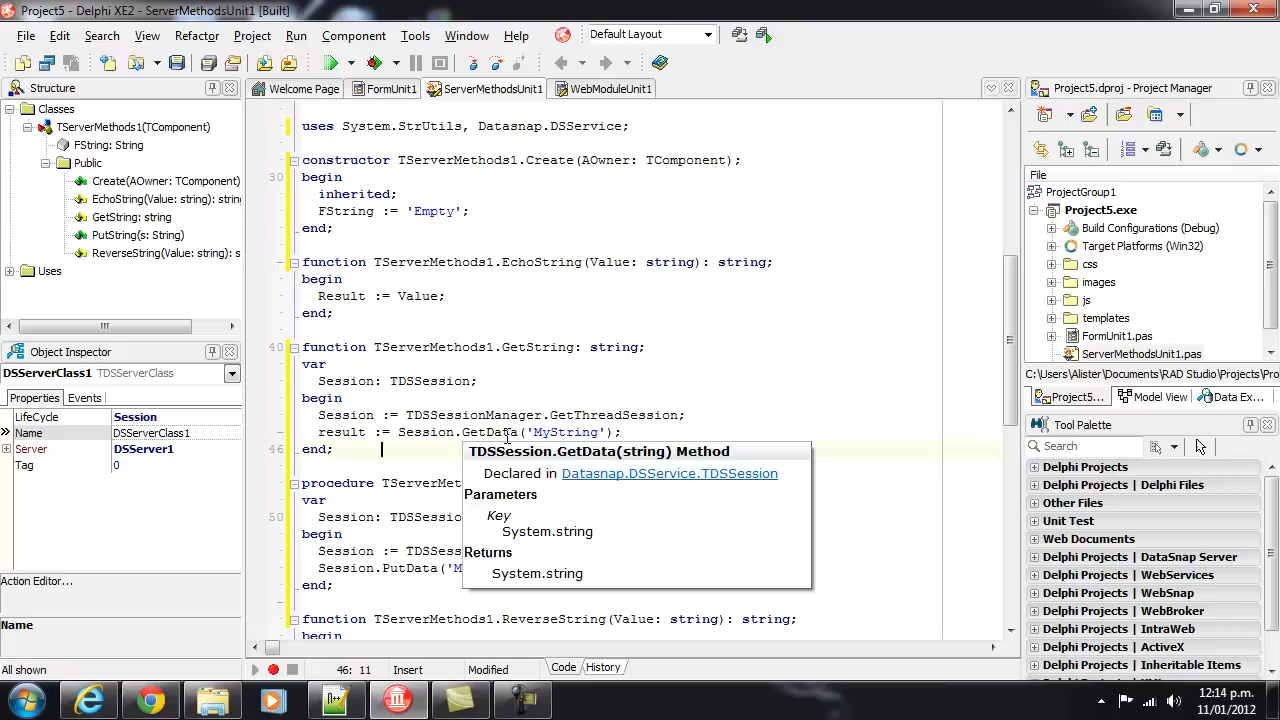 Project5 - Delphi XE2 - ServerMethodsUnit1 [Built]
File Edit Search View Refactor Project Run Component Tools Window Help Default Layout
Structure
Classes
TServerMethods1(TComponent)
FString: String
Public
Create(AOwner: TComponent)
EchoString(Value: string): strin
GetString: string
PutString(s: String)
ReverseString(Value: string): s
Uses
Object Inspector
DSServerClass1 TDSServerClass
Properties Events
LifeCycle Session
Name DSServerClass1
Server DSServer1
Tag 0
Action Editor...
Name
All shown
Welcome Page FormUnit1 ServerMethodsUnit1 WebModuleUnit1
uses System.StrUtils, Datasnap.DSService;
constructor TServerMethods1.Create(AOwner: TComponent);
30 begin
inherited;
FString := 'Empty';
end;
function TServerMethods1.EchoString(Value: string): string;
begin
Result := Value;
end;
40 function TServerMethods1.GetString: string;
var
Session: TDSSession;
begin
Session := TDSSessionManager.GetThreadSession;
result := Session.GetData('MyString');
46 end;
procedure TServerMet
var
50 Session: TDSSessio
begin
Session := TDSSess
Session.PutData('M
end;
function TServerMethods1.ReverseString(Value: string): string;
begin
TDSSession.GetData(string) Method
Declared in Datasnap.DSService.TDSSession
Parameters
Key
System.string
Returns
System.string
46: 11 Insert Modified Code History
Project5.dproj - Project Manager
File
ProjectGroup1
Project5.exe
Build Configurations (Debug)
Target Platforms (Win32)
css
images
js
templates
FormUnit1.pas
ServerMethodsUnit1.pas
C:\Users\Alister\Documents\RAD Studio\Projects\Pro
Project5... Model View Data Ex...
Tool Palette
Search
Delphi Projects
Delphi Projects | Delphi Files
Other Files
Unit Test
Web Documents
Delphi Projects | DataSnap Server
Delphi Projects | WebServices
Delphi Projects | WebSnap
Delphi Projects | WebBroker
Delphi Projects | IntraWeb
Delphi Projects | ActiveX
Delphi Projects | Inheritable Items
12:14 p.m.
11/01/2012